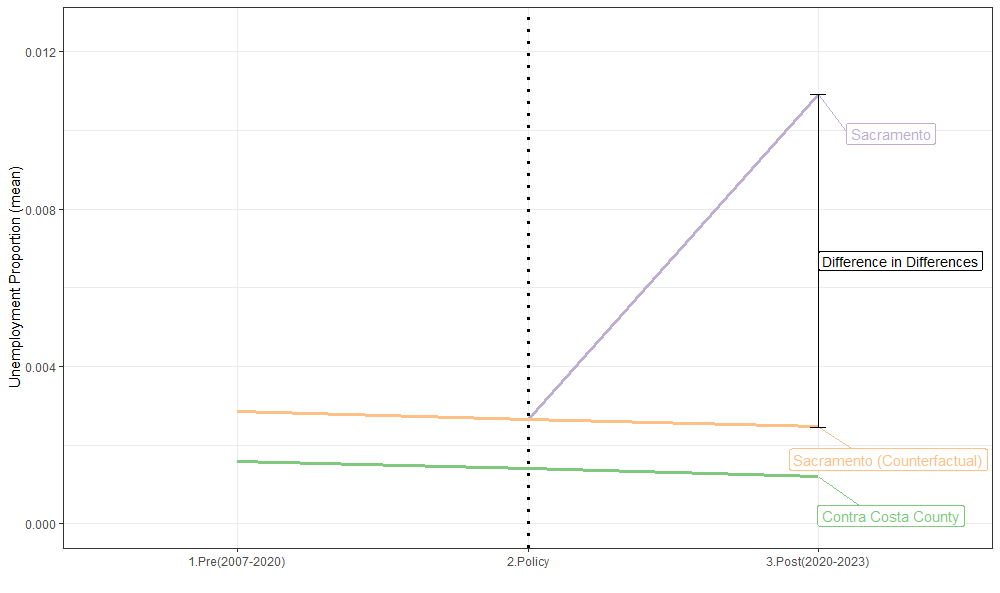 Unemployment Proportion (mean)
0.012
0.008
0.004
0.000
Sacramento
Difference in Differences
Sacramento (Counterfactual)
Contra Costa County
1.Pre(2007-2020)
2.Policy
3.Post(2020-2023)